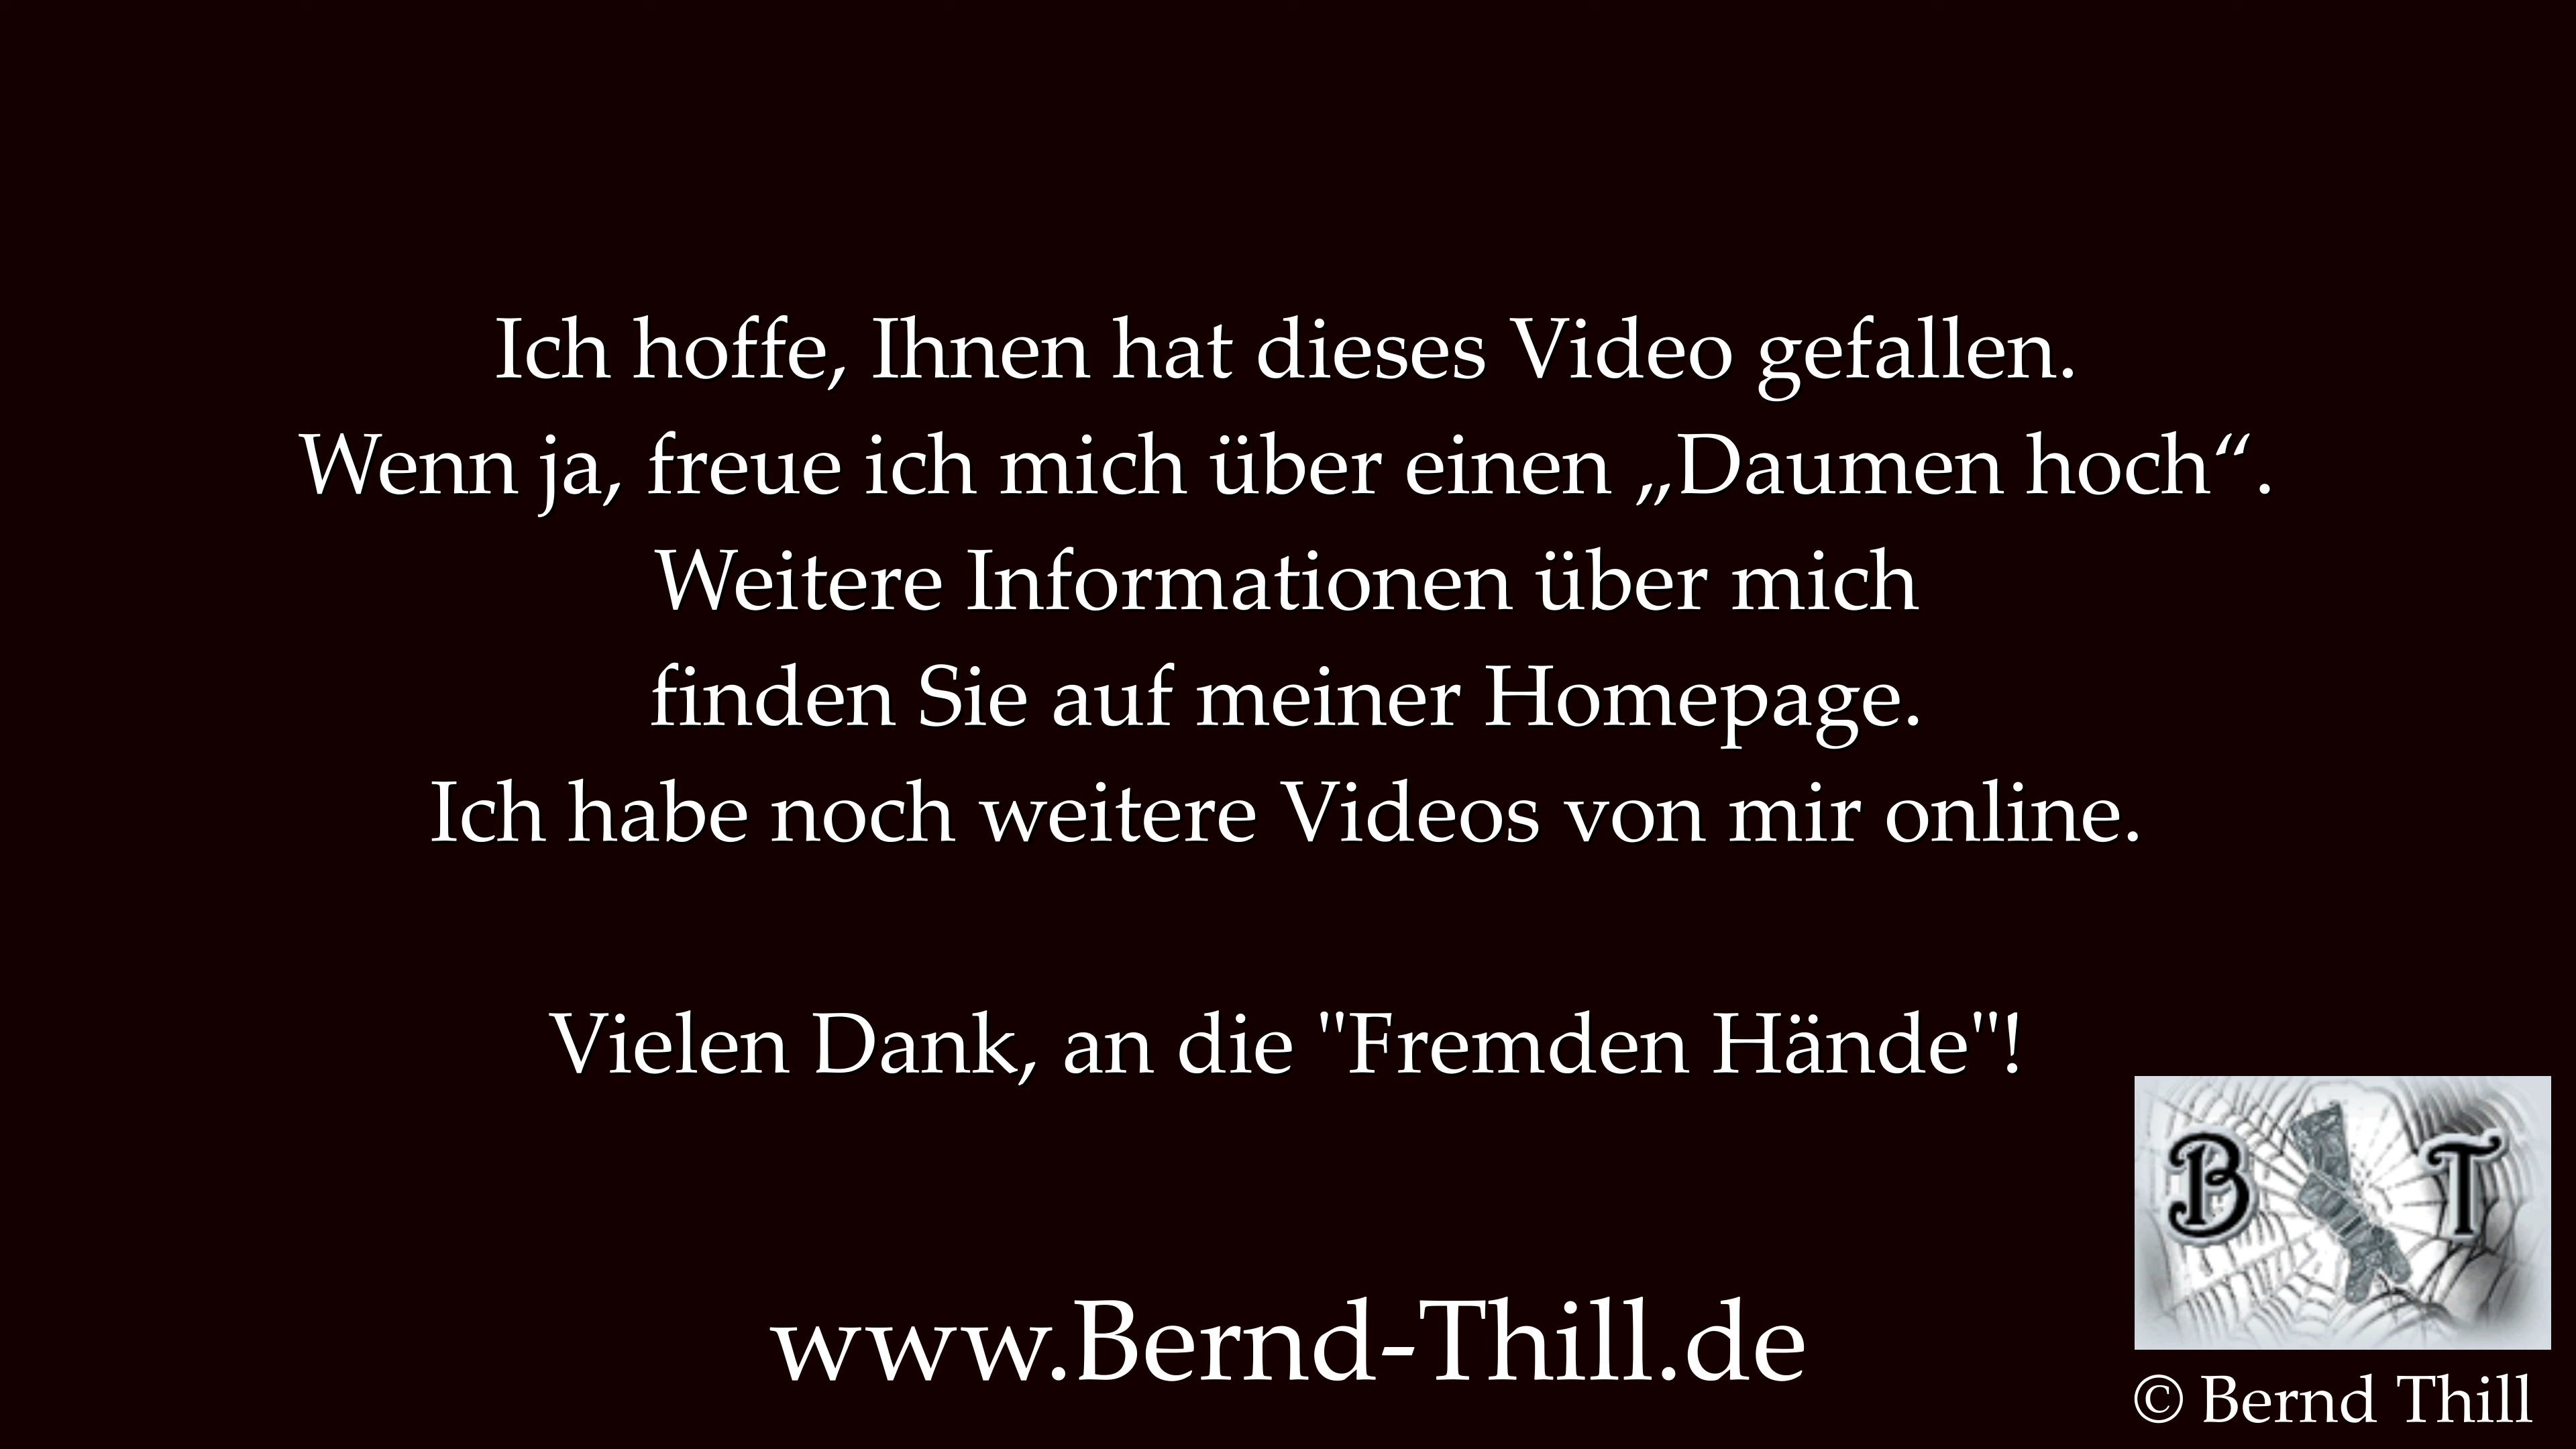 Ich hoffe, Ihnen hat dieses Video gefallen.
Wenn ja, freue ich mich über einen „Daumen hoch“.
Weitere Informationen über mich
finden Sie auf meiner Homepage.
Ich habe noch weitere Videos von mir online.
Vielen Dank, an die "Fremden Hände"!
B T
www.Bernd-Thill.de
© Bernd Thill